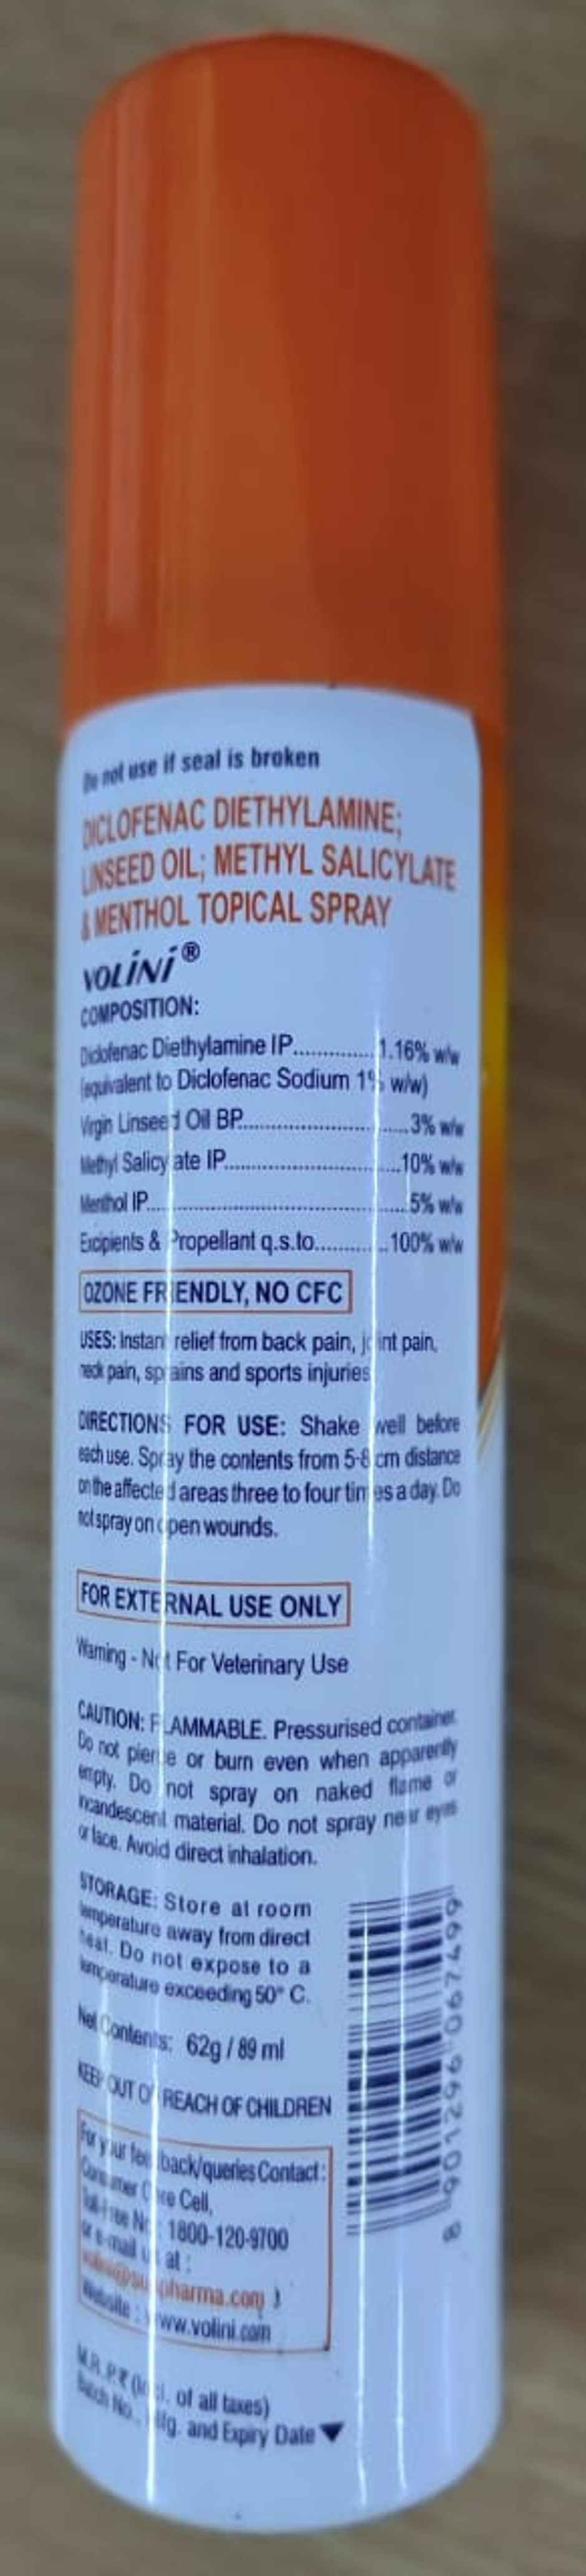 Do not use if seal is broken
DICLOFENAC DIETHYLAMINE;
LINSEED OIL; METHYL SALICYLATE
& MENTHOL TOPICAL SPRAY
VOLiNi®
COMPOSITION:
Diclofenac Diethylamine IP.............1.16% w/w
(equivalent to Diclofenac Sodium 1% w/w)
Virgin Linseed Oil BP..........................3% w/w
Methyl Salicylate IP...........................10% w/w
Menthol IP........................................5% w/w
Excipients & Propellant q.s.to............100% w/w
OZONE FRIENDLY, NO CFC
USES: Instant relief from back pain, joint pain,
neck pain, sprains and sports injuries
DIRECTIONS FOR USE: Shake well before
each use. Spray the contents from 5-8 cm distance
on the affected areas three to four times a day. Do
not spray on open wounds.
FOR EXTERNAL USE ONLY
Warning - Not For Veterinary Use
CAUTION: FLAMMABLE. Pressurised container.
Do not pierce or burn even when apparently
empty. Do not spray on naked flame or
incandescent material. Do not spray near eyes
or face. Avoid direct inhalation.
STORAGE: Store at room
temperature away from direct
heat. Do not expose to a
temperature exceeding 50° C.
Net Contents: 62g / 89 ml
KEEP OUT OF REACH OF CHILDREN
For your feedback/queries Contact:
Consumer Care Cell,
Toll-Free No.: 1800-120-9700
or e-mail us at :
volini@sunpharma.com
Website : www.volini.com
M.R.P.₹ (Incl. of all taxes)
Batch No., Mfg. and Expiry Date ▼
8 901296 067499